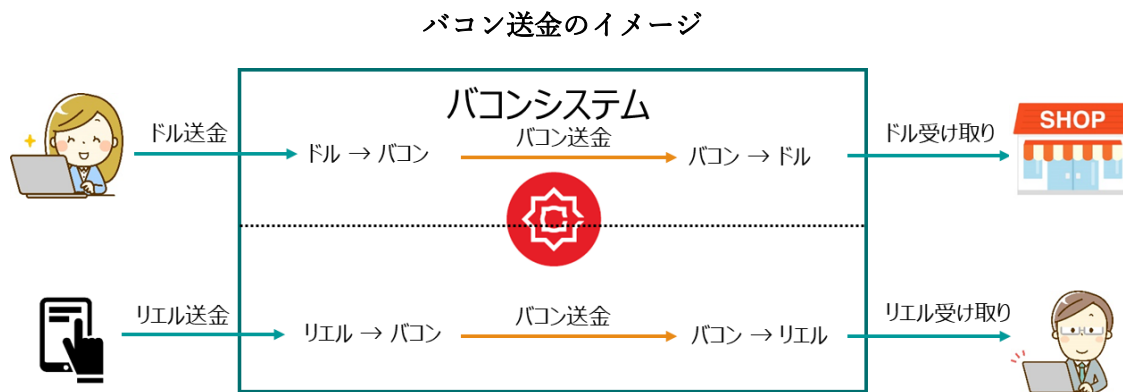 バコン送金のイメージ
バコンシステム
ドル送金
ドル → バコン
バコン送金
バコン → ドル
ドル受け取り
SHOP
リエル送金
リエル → バコン
バコン送金
バコン → リエル
リエル受け取り